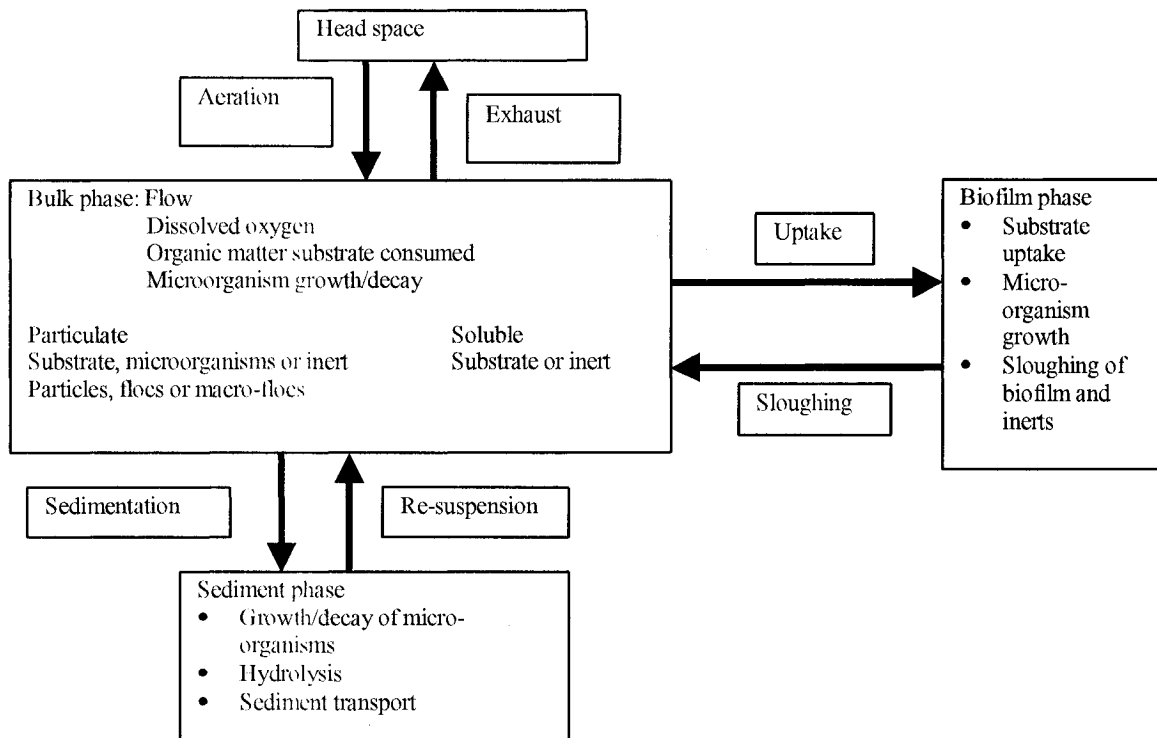 Head space
Aeration
Exhaust
Bulk phase: Flow
Dissolved oxygen
Organic matter substrate consumed
Microorganism growth/decay
Particulate
Soluble
Substrate, microorganisms or inert
Substrate or inert
Particles, flocs or macro-flocs
Uptake
Sloughing
Biofilm phase
• Substrate
uptake
• Micro-
organism
growth
• Sloughing of
biofilm and
inerts
Sedimentation
Re-suspension
Sediment phase
• Growth/decay of micro-
organisms
• Hydrolysis
• Sediment transport